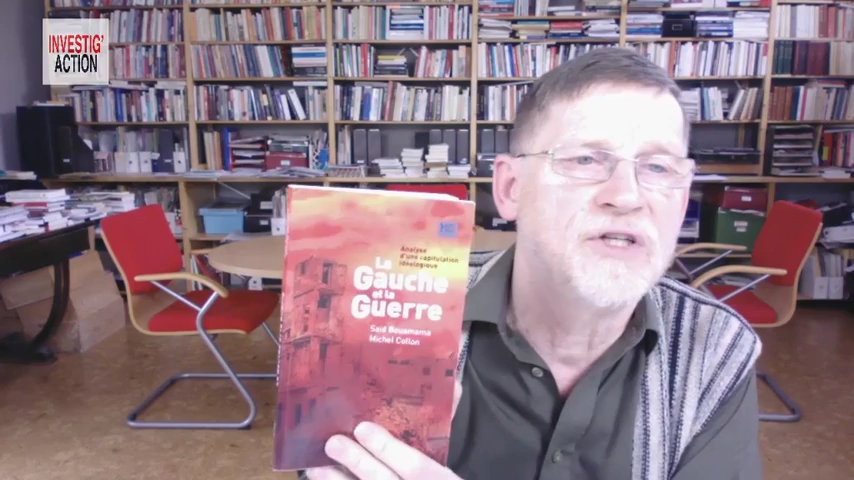 INVESTIG'
ACTION
Analyse
d'une capitulation
idéologique
La
Gauche
et la
Guerre
Saïd Bouamama
Michel Collon